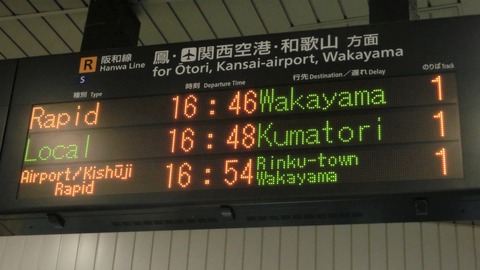 R 阪和線 鳳・関西空港・和歌山 方面
S Hanwa Line for Ōtori, Kansai-airport, Wakayama
種別 Type 時刻 Departure Time 行先 Destination / 遅れ Delay のりば Track
Rapid 16:46 Wakayama 1
Local 16:48 Kumatori 1
Airport/Kishūji Rapid 16:54 Rinku-town Wakayama 1